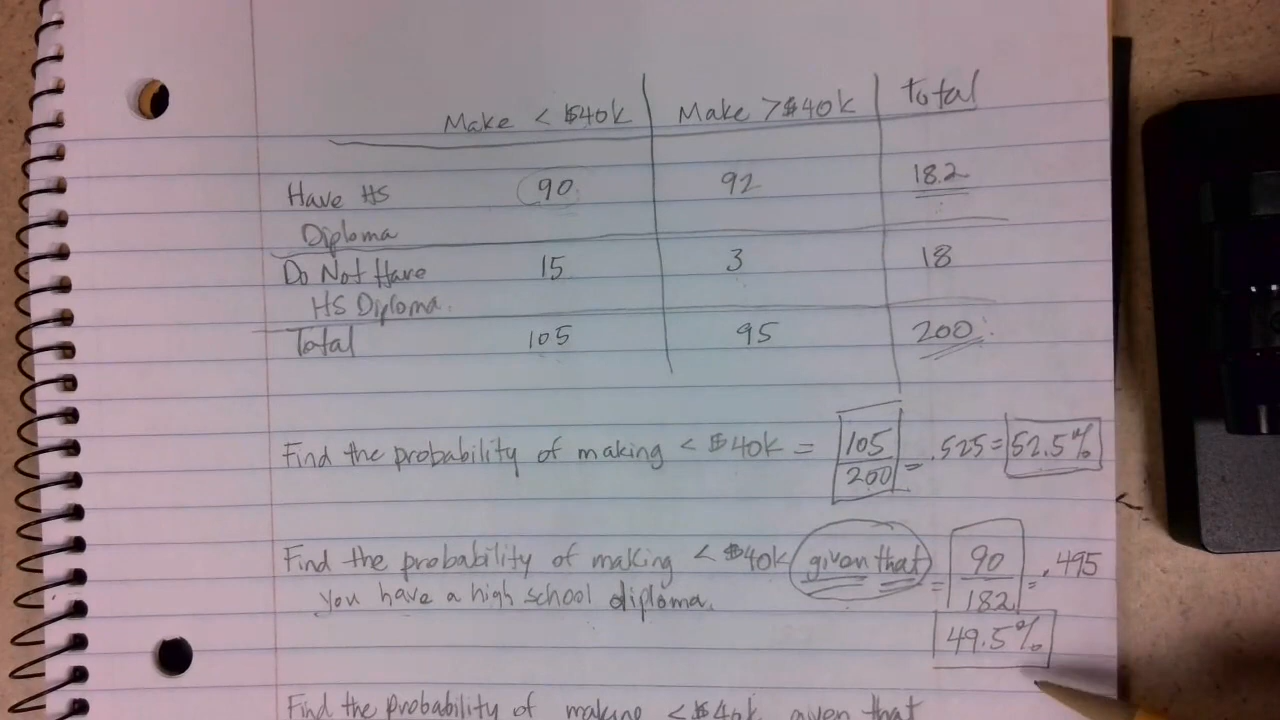 Make < $40k Make > $40k Total
Have HS 90 92 18.2
Diploma
Do Not Have 15 3 18
HS Diploma.
Total 105 95 200
Find the probability of making < $40k = 105/200 = .525 = 52.5%
Find the probability of making < $40k given that = 90/182 = .495
you have a high school diploma.
49.5%
Find the probability of making < $40k given that